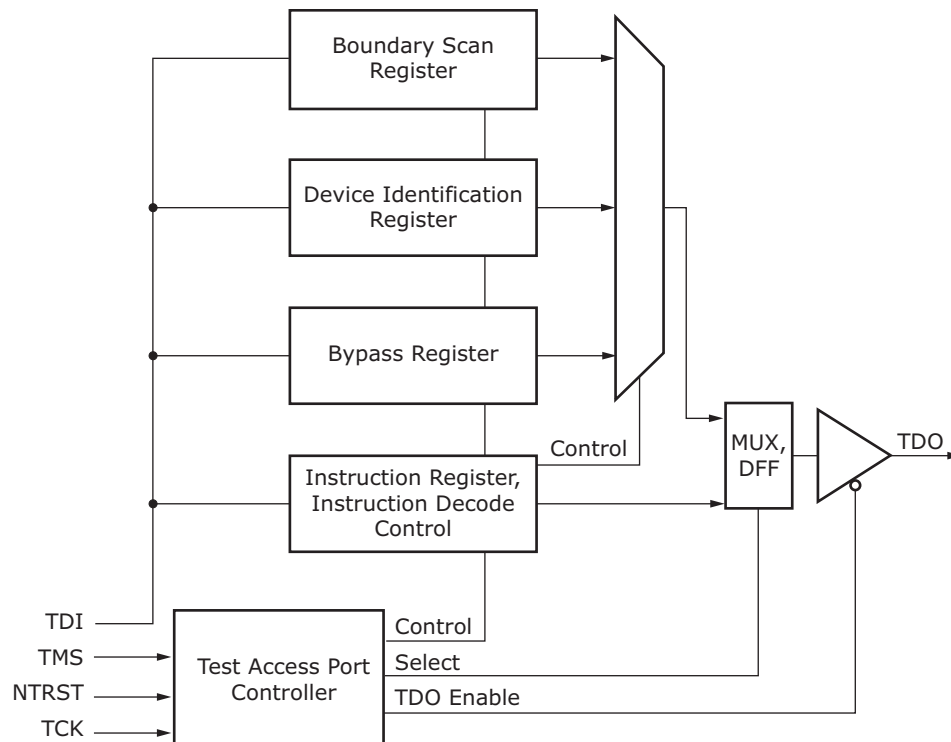 Boundary Scan
Register
Device Identification
Register
Bypass Register
Control
MUX,
DFF
TDO
Instruction Register,
Instruction Decode
Control
TDI
TMS
NTRST
TCK
Test Access Port
Controller
Control
Select
TDO Enable